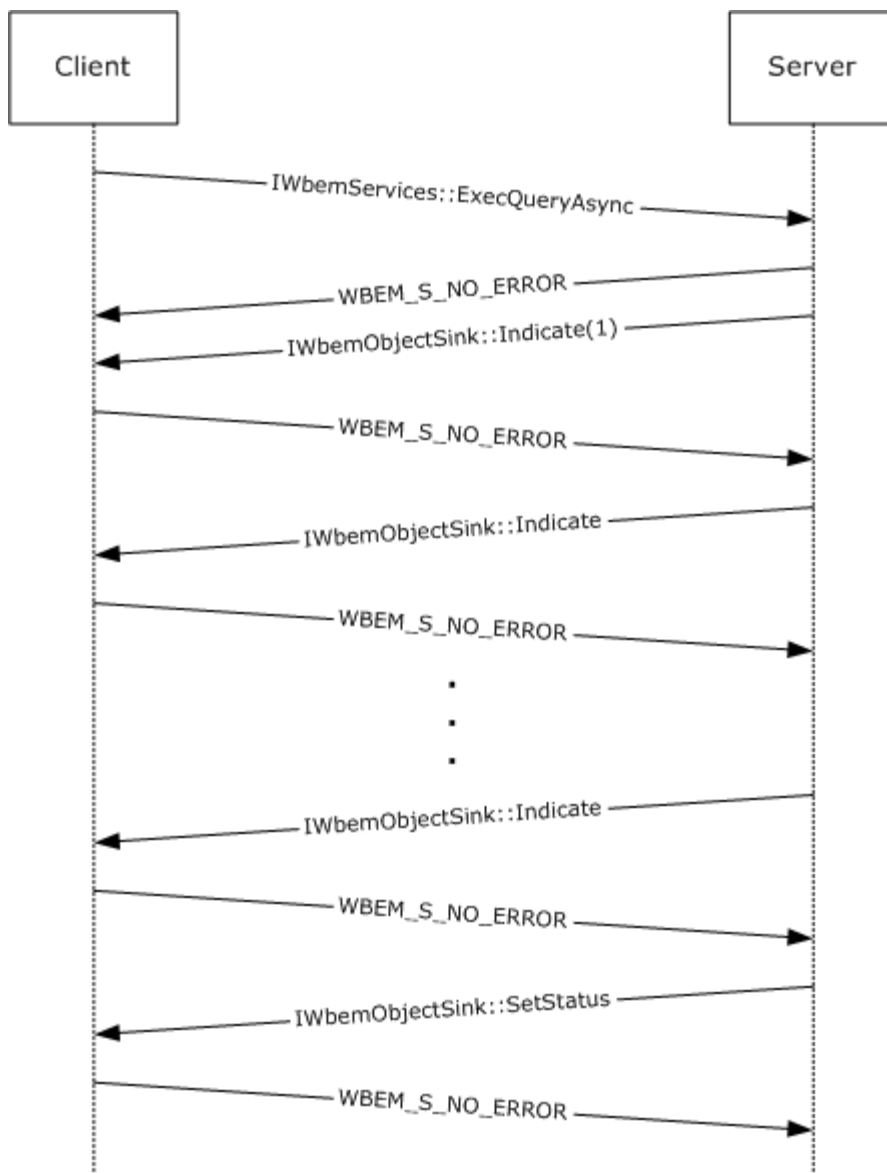 Client
Server
IWbemServices::ExecQueryAsync
WBEM_S_NO_ERROR
IWbemObjectSink::Indicate(1)
WBEM_S_NO_ERROR
IWbemObjectSink::Indicate
WBEM_S_NO_ERROR
IWbemObjectSink::Indicate
WBEM_S_NO_ERROR
IWbemObjectSink::SetStatus
WBEM_S_NO_ERROR